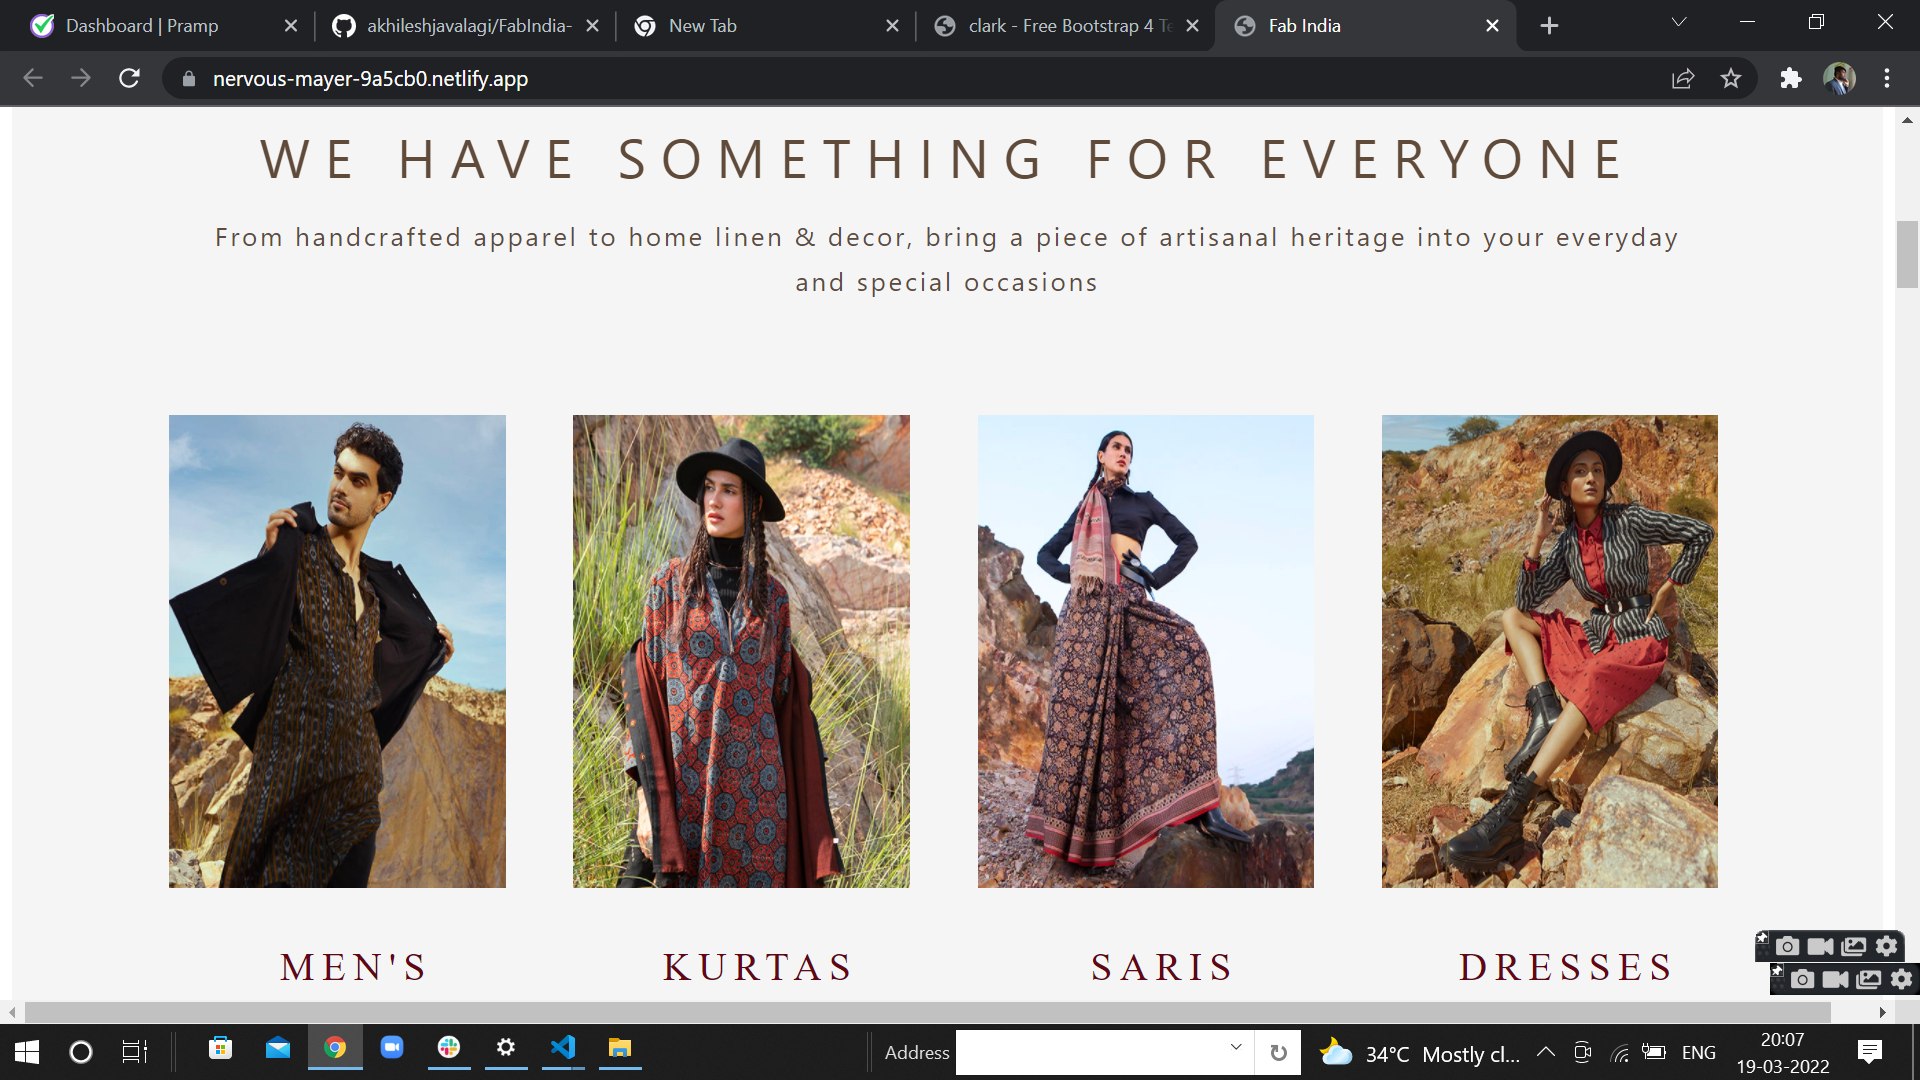 Dashboard | Pramp
akhileshjavalagi/FabIndia-
New Tab
clark - Free Bootstrap 4 Te
Fab India
nervous-mayer-9a5cb0.netlify.app
WE HAVE SOMETHING FOR EVERYONE
From handcrafted apparel to home linen & decor, bring a piece of artisanal heritage into your everyday
and special occasions
MEN'S
KURTAS
SARIS
DRESSES
Address
34°C Mostly cl...
ENG
20:07
19-03-2022